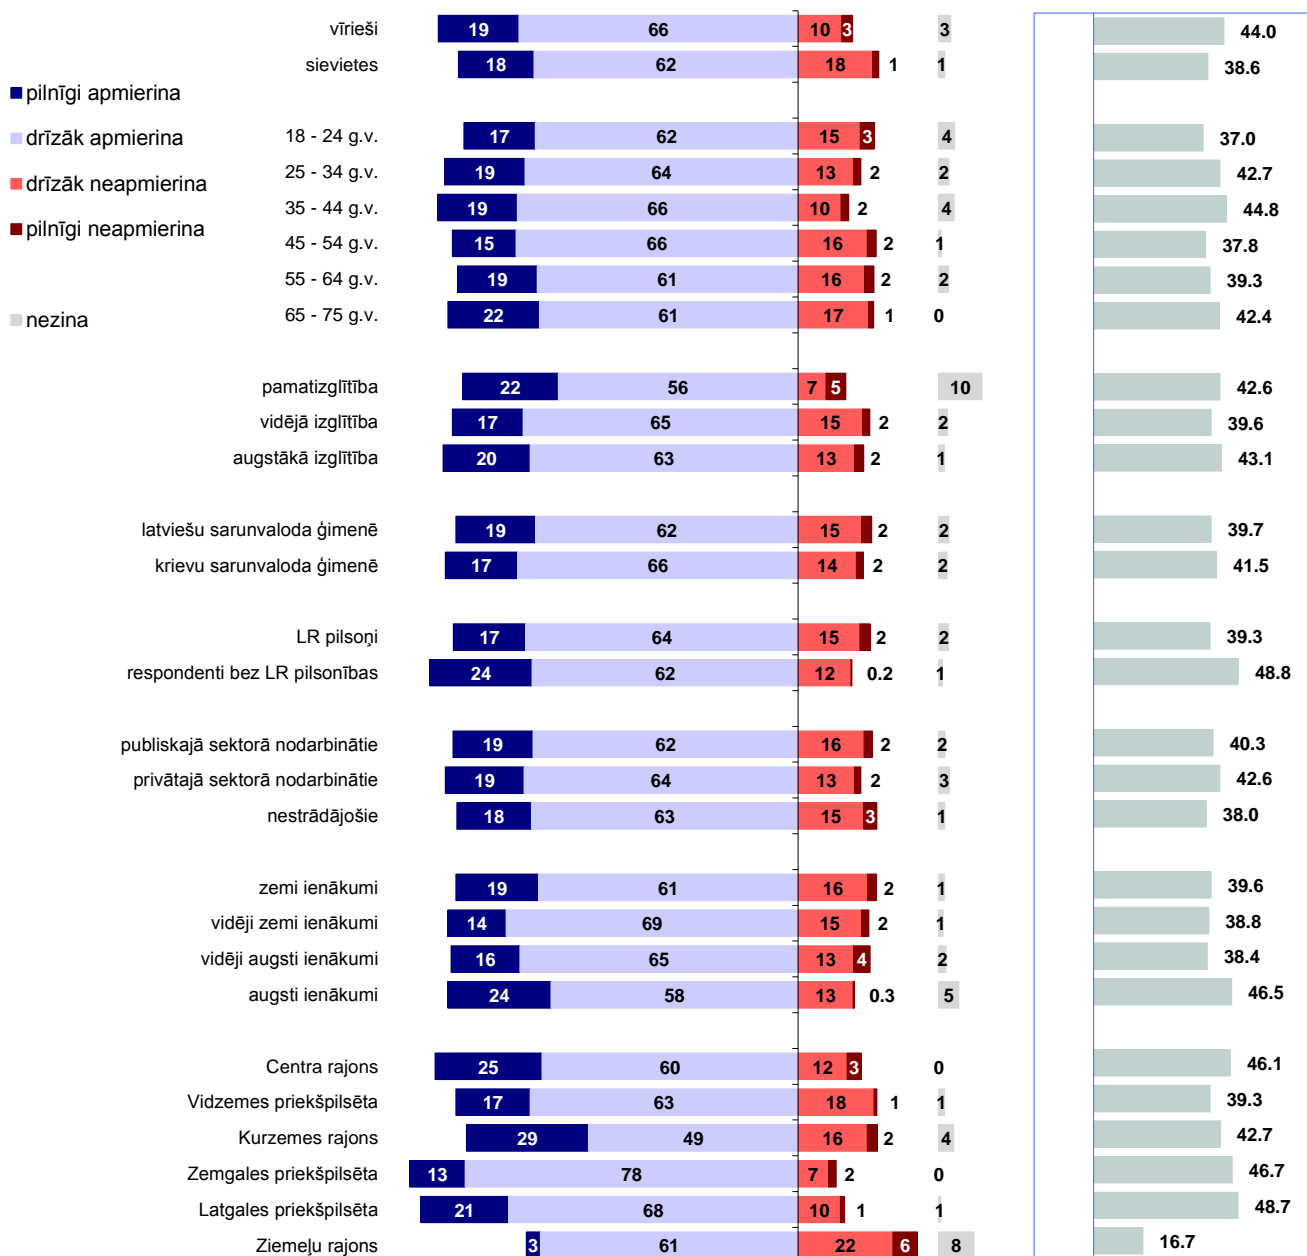 vīrieši 19 66 10 3 3 44.0
sievietes 18 62 18 1 1 38.6
pilnīgi apmierina
drīzāk apmierina
drīzāk neapmierina
pilnīgi neapmierina
nezina
18 - 24 g.v. 17 62 15 3 4 37.0
25 - 34 g.v. 19 64 13 2 2 42.7
35 - 44 g.v. 19 66 10 2 4 44.8
45 - 54 g.v. 15 66 16 2 1 37.8
55 - 64 g.v. 19 61 16 2 2 39.3
65 - 75 g.v. 22 61 17 1 0 42.4
pamatizglītība 22 56 7 5 10 42.6
vidējā izglītība 17 65 15 2 2 39.6
augstākā izglītība 20 63 13 2 1 43.1
latviešu sarunvaloda ģimenē 19 62 15 2 2 39.7
krievu sarunvaloda ģimenē 17 66 14 2 2 41.5
LR pilsoņi 17 64 15 2 2 39.3
respondenti bez LR pilsonības 24 62 12 0.2 1 48.8
publiskajā sektorā nodarbinātie 19 62 16 2 2 40.3
privātajā sektorā nodarbinātie 19 64 13 2 3 42.6
nestrādājošie 18 63 15 3 1 38.0
zemi ienākumi 19 61 16 2 1 39.6
vidēji zemi ienākumi 14 69 15 2 1 38.8
vidēji augsti ienākumi 16 65 13 4 2 38.4
augsti ienākumi 24 58 13 0.3 5 46.5
Centra rajons 25 60 12 3 0 46.1
Vidzemes priekšpilsēta 17 63 18 1 1 39.3
Kurzemes rajons 29 49 16 2 4 42.7
Zemgales priekšpilsēta 13 78 7 2 0 46.7
Latgales priekšpilsēta 21 68 10 1 1 48.7
Ziemeļu rajons 3 61 22 6 8 16.7